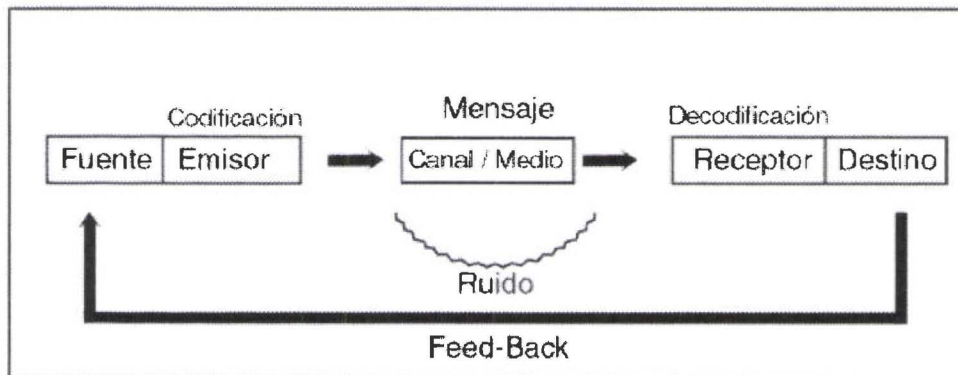 Mensaje
Codificación
Decodificación
Fuente Emisor
Canal / Medio
Receptor Destino
Ruido
Feed-Back